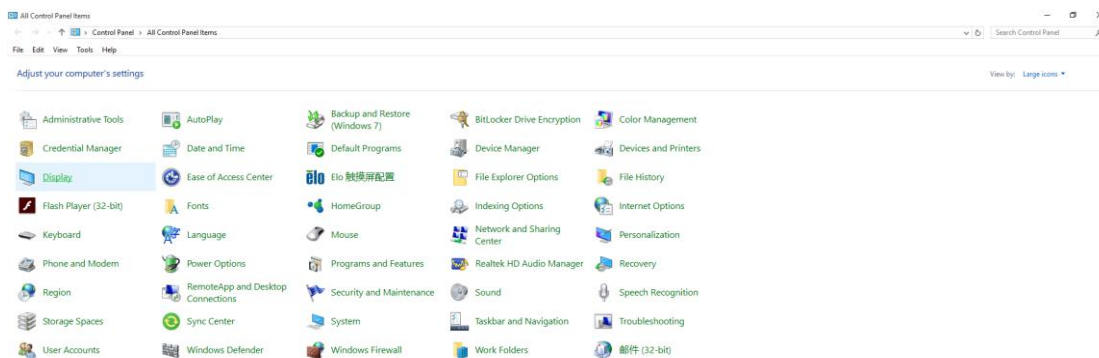 All Control Panel Items
Control Panel > All Control Panel Items
Search Control Panel
File Edit View Tools Help
Adjust your computer's settings
View by: Large icons
Administrative Tools
AutoPlay
Backup and Restore
(Windows 7)
BitLocker Drive Encryption
Color Management
Credential Manager
Date and Time
Default Programs
Device Manager
Devices and Printers
Display
Ease of Access Center
elo
Elo 触摸屏配置
File Explorer Options
File History
Flash Player (32-bit)
Fonts
HomeGroup
Indexing Options
Internet Options
Keyboard
Language
Mouse
Network and Sharing
Center
Personalization
Phone and Modem
Power Options
Programs and Features
Realtek HD Audio Manager
Recovery
Region
RemoteApp and Desktop
Connections
Security and Maintenance
Sound
Speech Recognition
Storage Spaces
Sync Center
System
Taskbar and Navigation
Troubleshooting
User Accounts
Windows Defender
Windows Firewall
Work Folders
邮件 (32-bit)